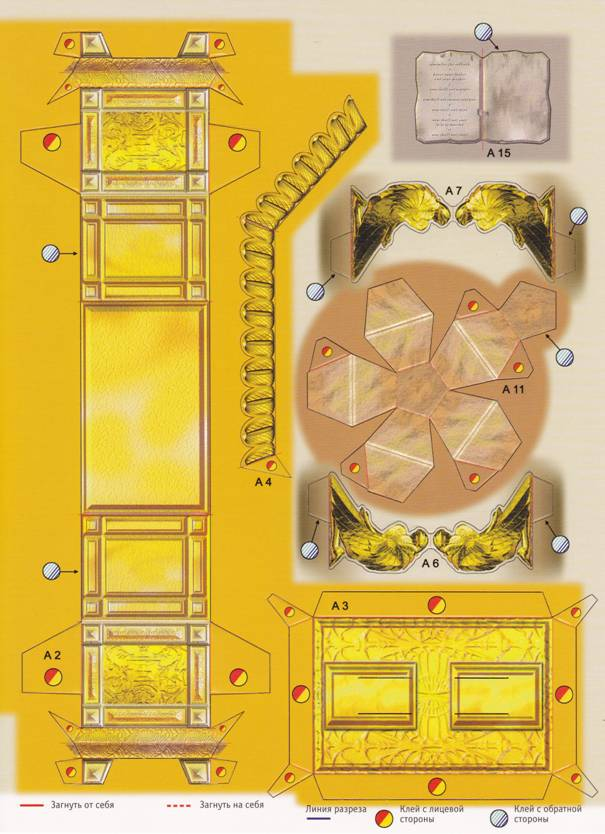 A 15
A 7
A 11
A 4
A 6
A 2
A 3
Загнуть от себя
Загнуть на себя
Линия разреза
Клей с лицевой
стороны
Клей с обратной
стороны